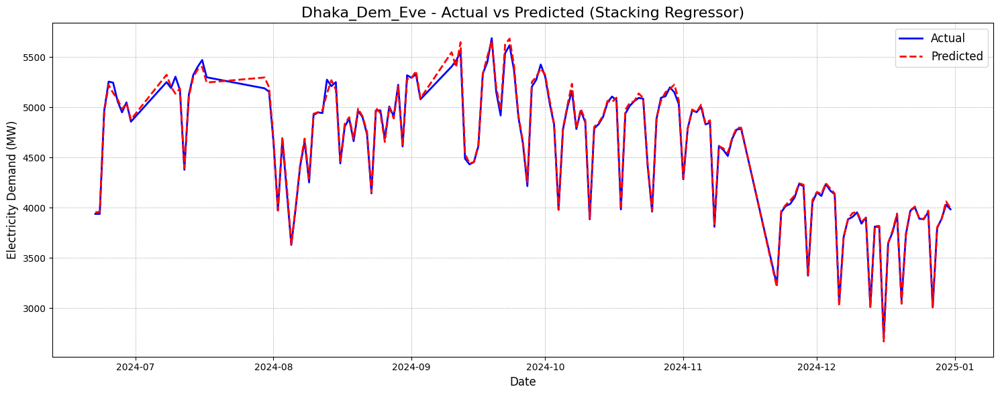 Dhaka_Dem_Eve - Actual vs Predicted (Stacking Regressor)
Actual
Predicted
Electricity Demand (MW)
5500
5000
4500
4000
3500
3000
2024-07
2024-08
2024-09
2024-10
2024-11
2024-12
2025-01
Date